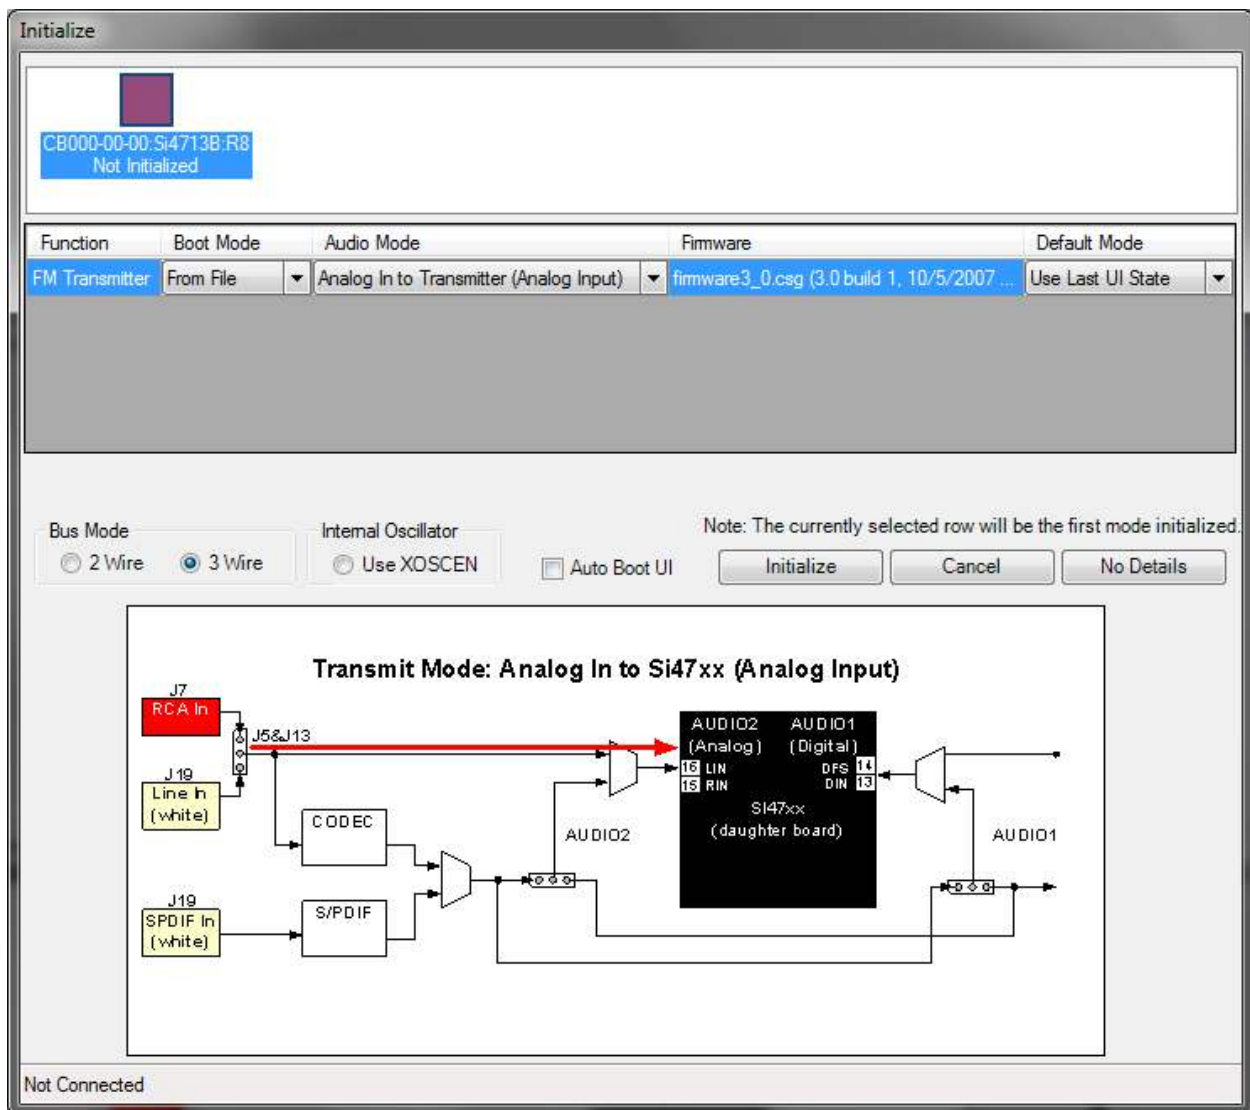 Initialize
CB000-00-00:Si4713B:R8
Not Initialized
Function Boot Mode Audio Mode Firmware Default Mode
FM Transmitter From File Analog In to Transmitter (Analog Input) firmware3_0.csg (3.0 build 1, 10/5/2007 ... Use Last UI State
Note: The currently selected row will be the first mode initialized.
Bus Mode Internal Oscillator
2 Wire 3 Wire Use XOSCEN Auto Boot UI Initialize Cancel No Details
Transmit Mode: Analog In to Si47xx (Analog Input)
J7
RCA In
J5&J13
J19
Line In
(white)
CODEC
AUDIO2
AUDIO2 AUDIO1
(Analog) (Digital)
16 LIN DFS 14
15 RIN DIN 13
SI47xx
(daughter board)
AUDIO1
J19
SPDIF In
(white)
S/PDIF
Not Connected